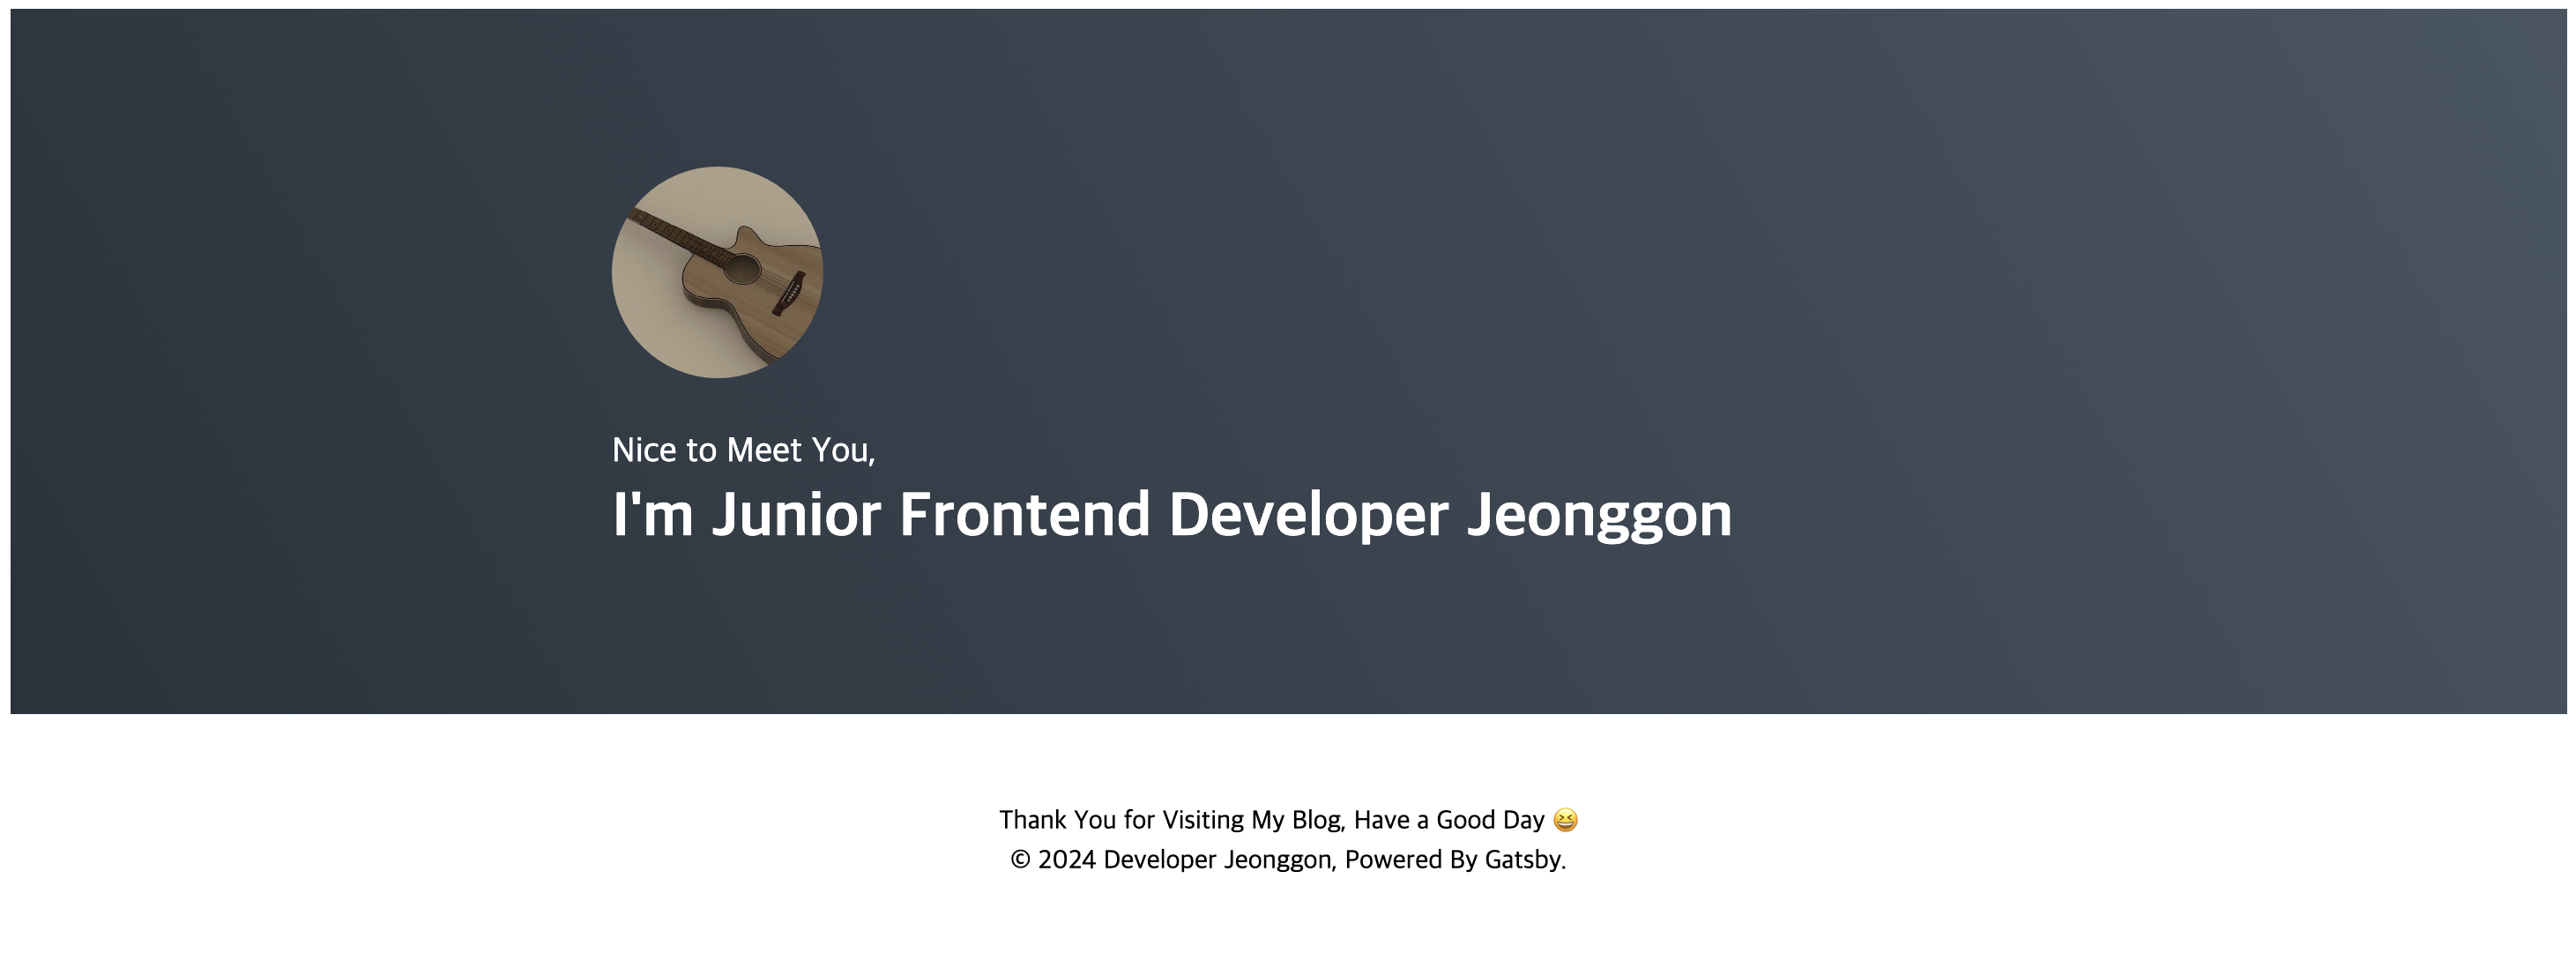 Nice to Meet You,
I'm Junior Frontend Developer Jeonggon
Thank You for Visiting My Blog, Have a Good Day 😆
© 2024 Developer Jeonggon, Powered By Gatsby.